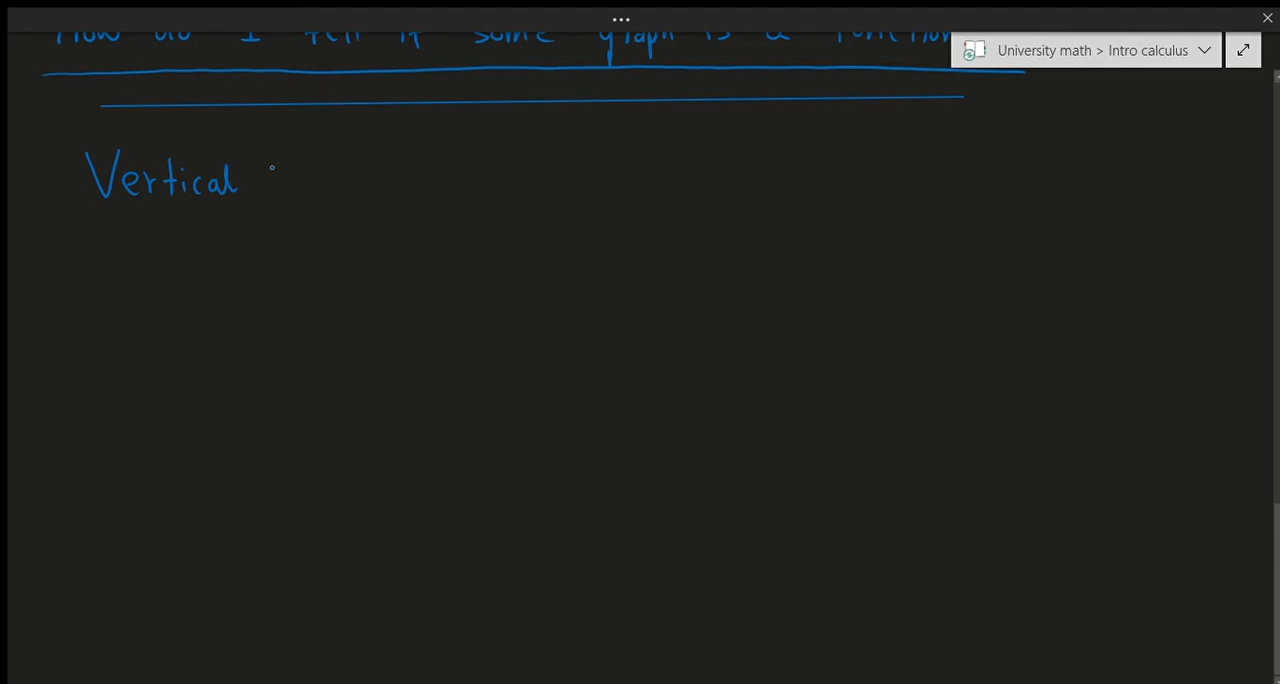 How do I tell if some graph is a function
University math > Intro calculus
Vertical